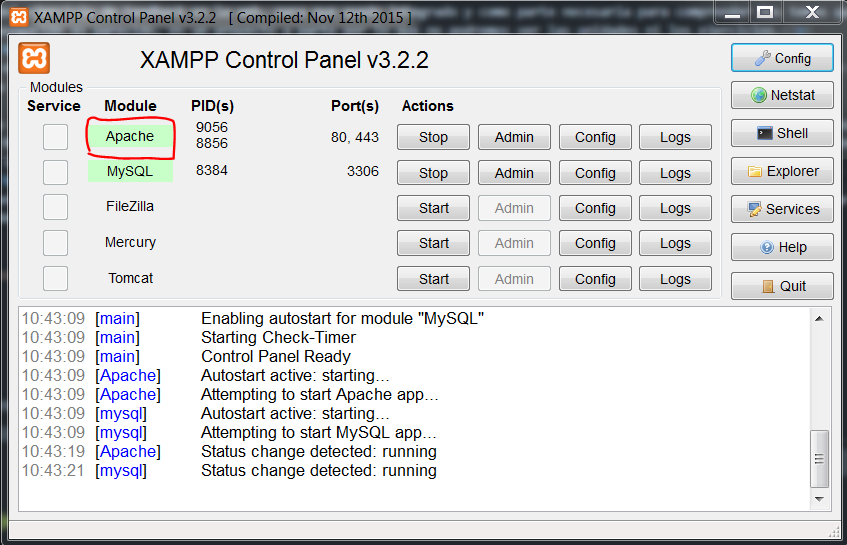 XAMPP Control Panel v3.2.2 [ Compiled: Nov 12th 2015 ]
XAMPP Control Panel v3.2.2
Config
Modules
Service Module PID(s) Port(s) Actions
Netstat
Apache 9056 8856 80, 443 Stop Admin Config Logs
Shell
MySQL 8384 3306 Stop Admin Config Logs
Explorer
FileZilla Start Admin Config Logs
Services
Mercury Start Admin Config Logs
Help
Tomcat Start Admin Config Logs
Quit
10:43:09 [main] Enabling autostart for module "MySQL"
10:43:09 [main] Starting Check-Timer
10:43:09 [main] Control Panel Ready
10:43:09 [Apache] Autostart active: starting...
10:43:09 [Apache] Attempting to start Apache app...
10:43:09 [mysql] Autostart active: starting...
10:43:09 [mysql] Attempting to start MySQL app...
10:43:19 [Apache] Status change detected: running
10:43:21 [mysql] Status change detected: running